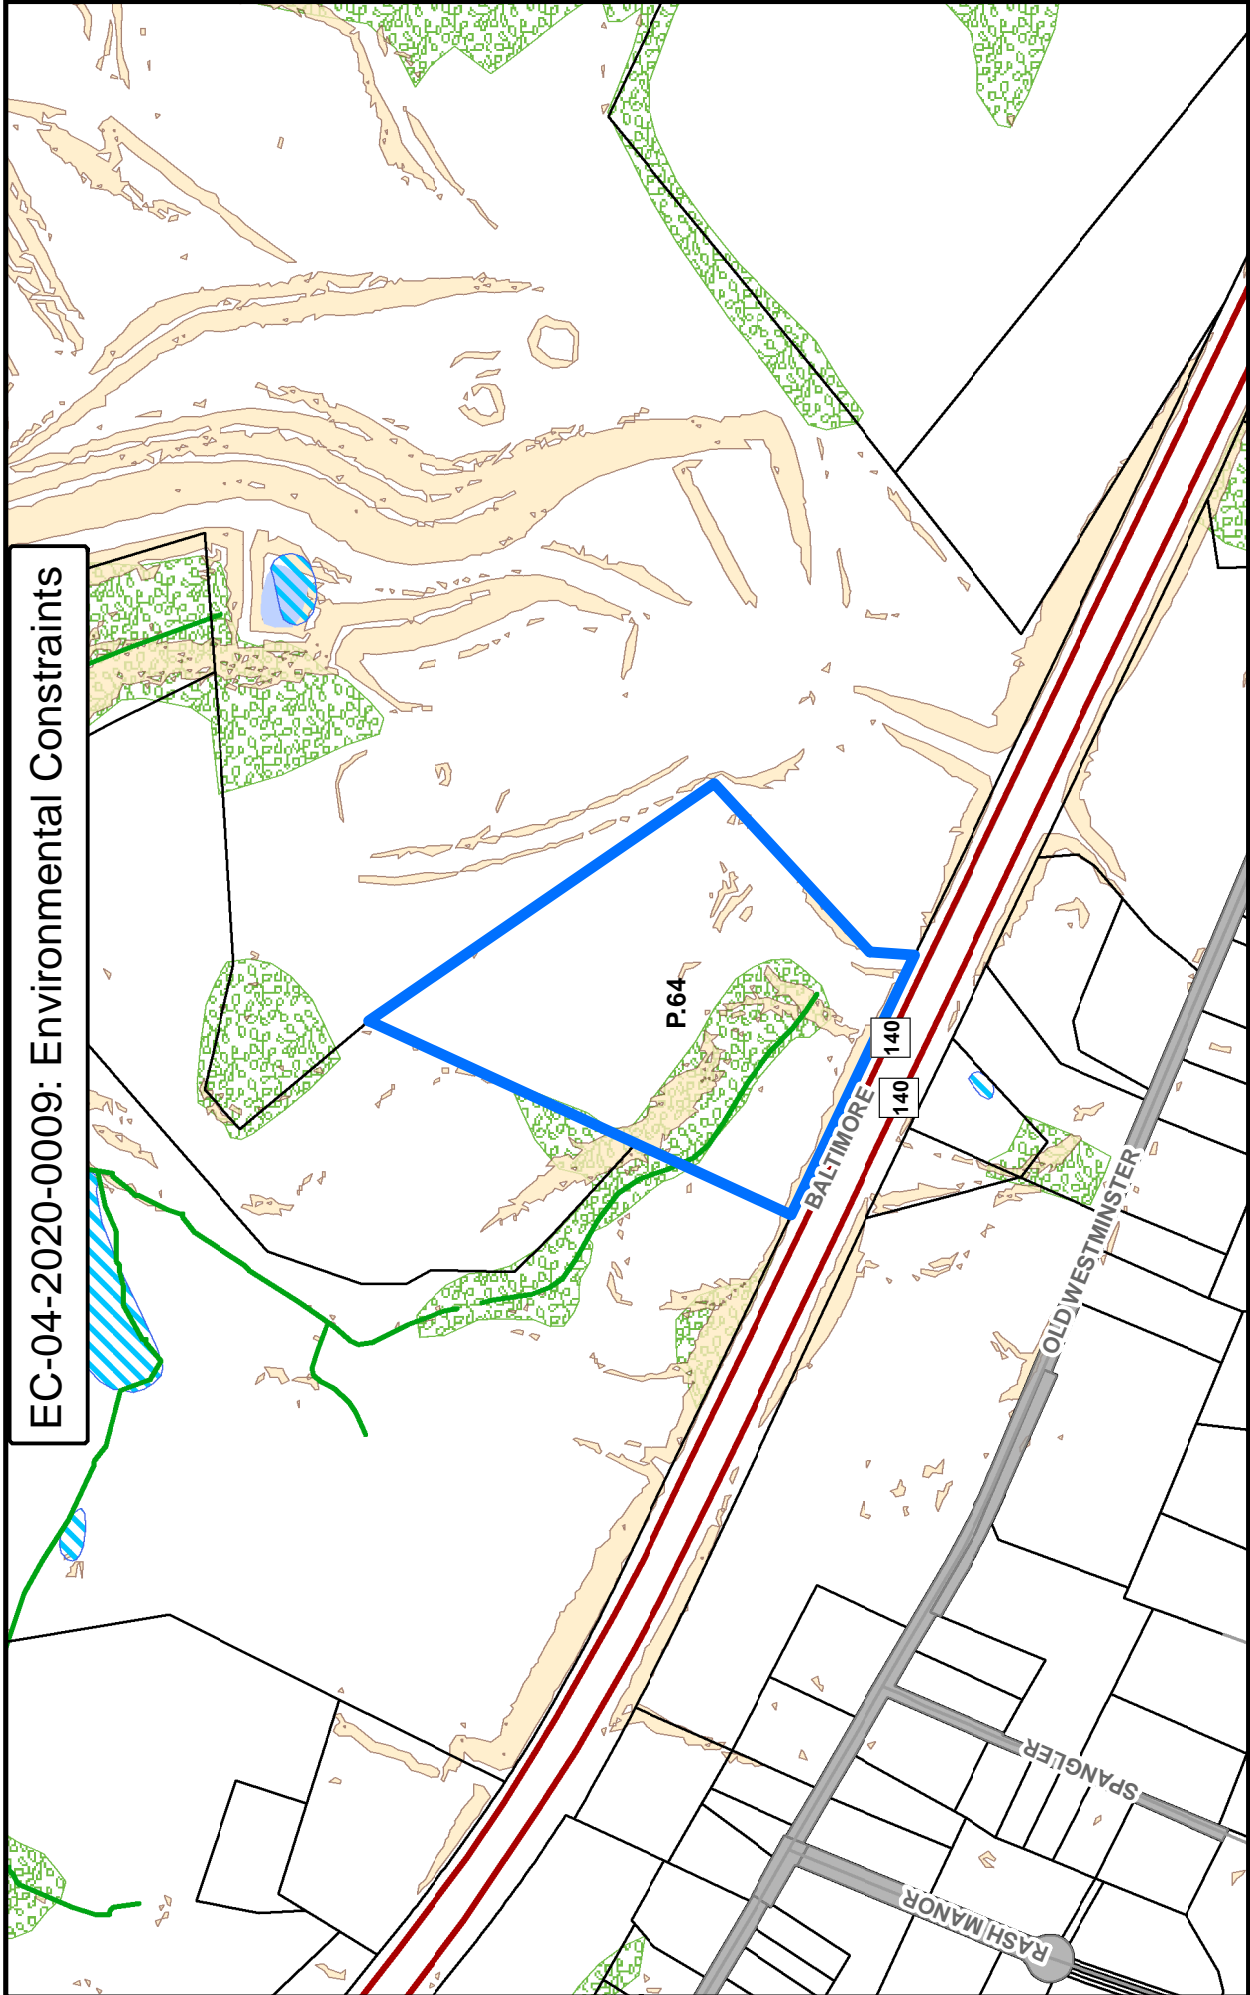 EC-04-2020-0009: Environmental Constraints
P.64
140
140
BALTIMORE
OLD WESTMINSTER
SPANGLER
RASH MANOR